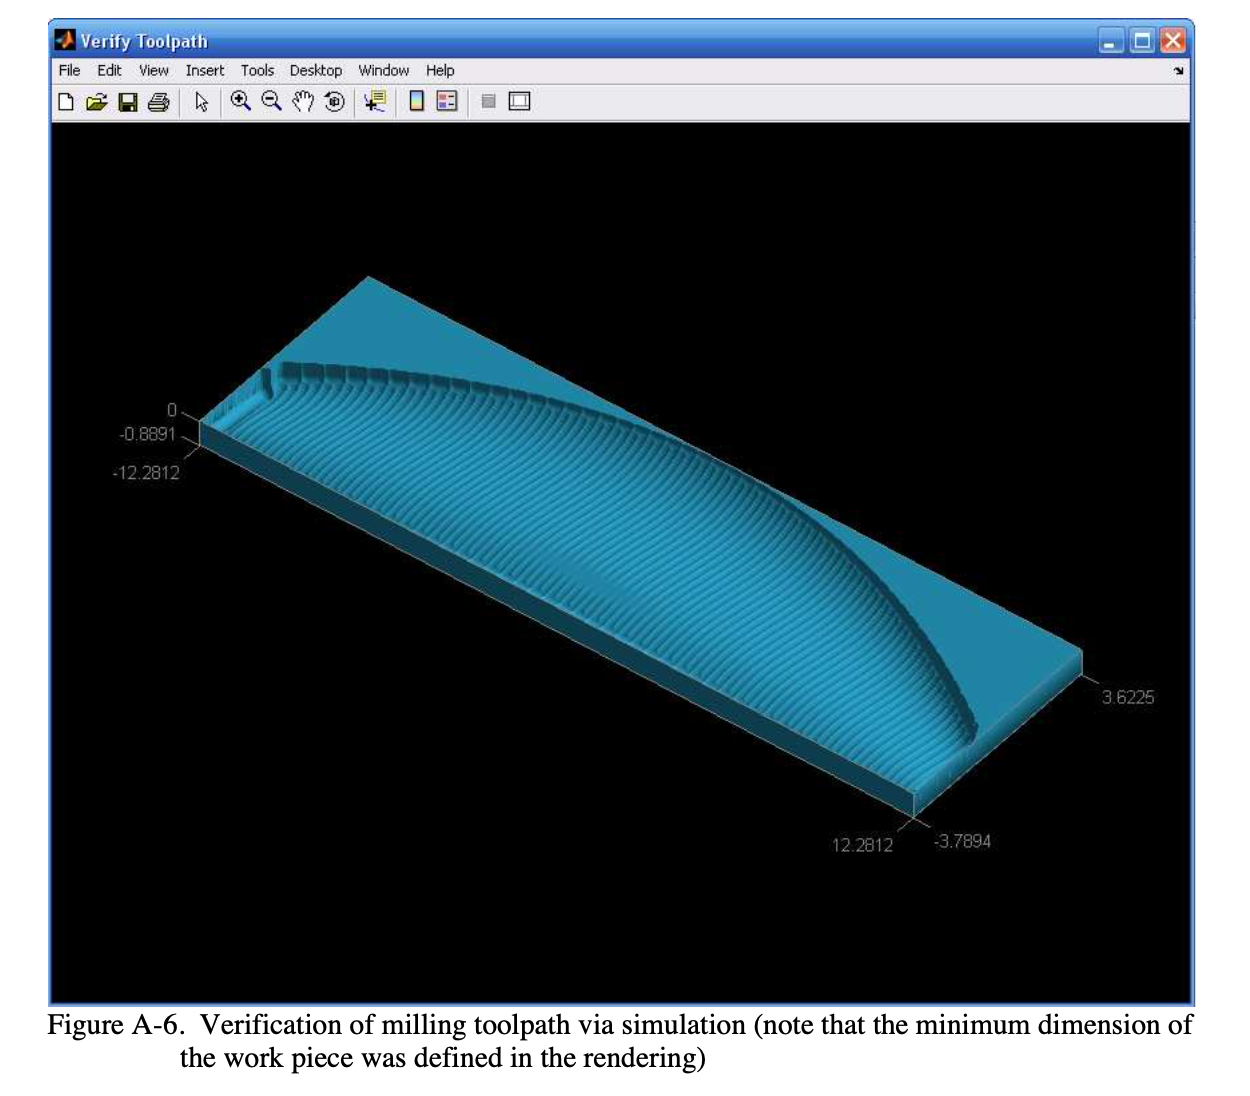 Verify Toolpath
File Edit View Insert Tools Desktop Window Help
0
-0.8891
-12.2812
3.6225
12.2812
-3.7894
Figure A-6. Verification of milling toolpath via simulation (note that the minimum dimension of
the work piece was defined in the rendering)